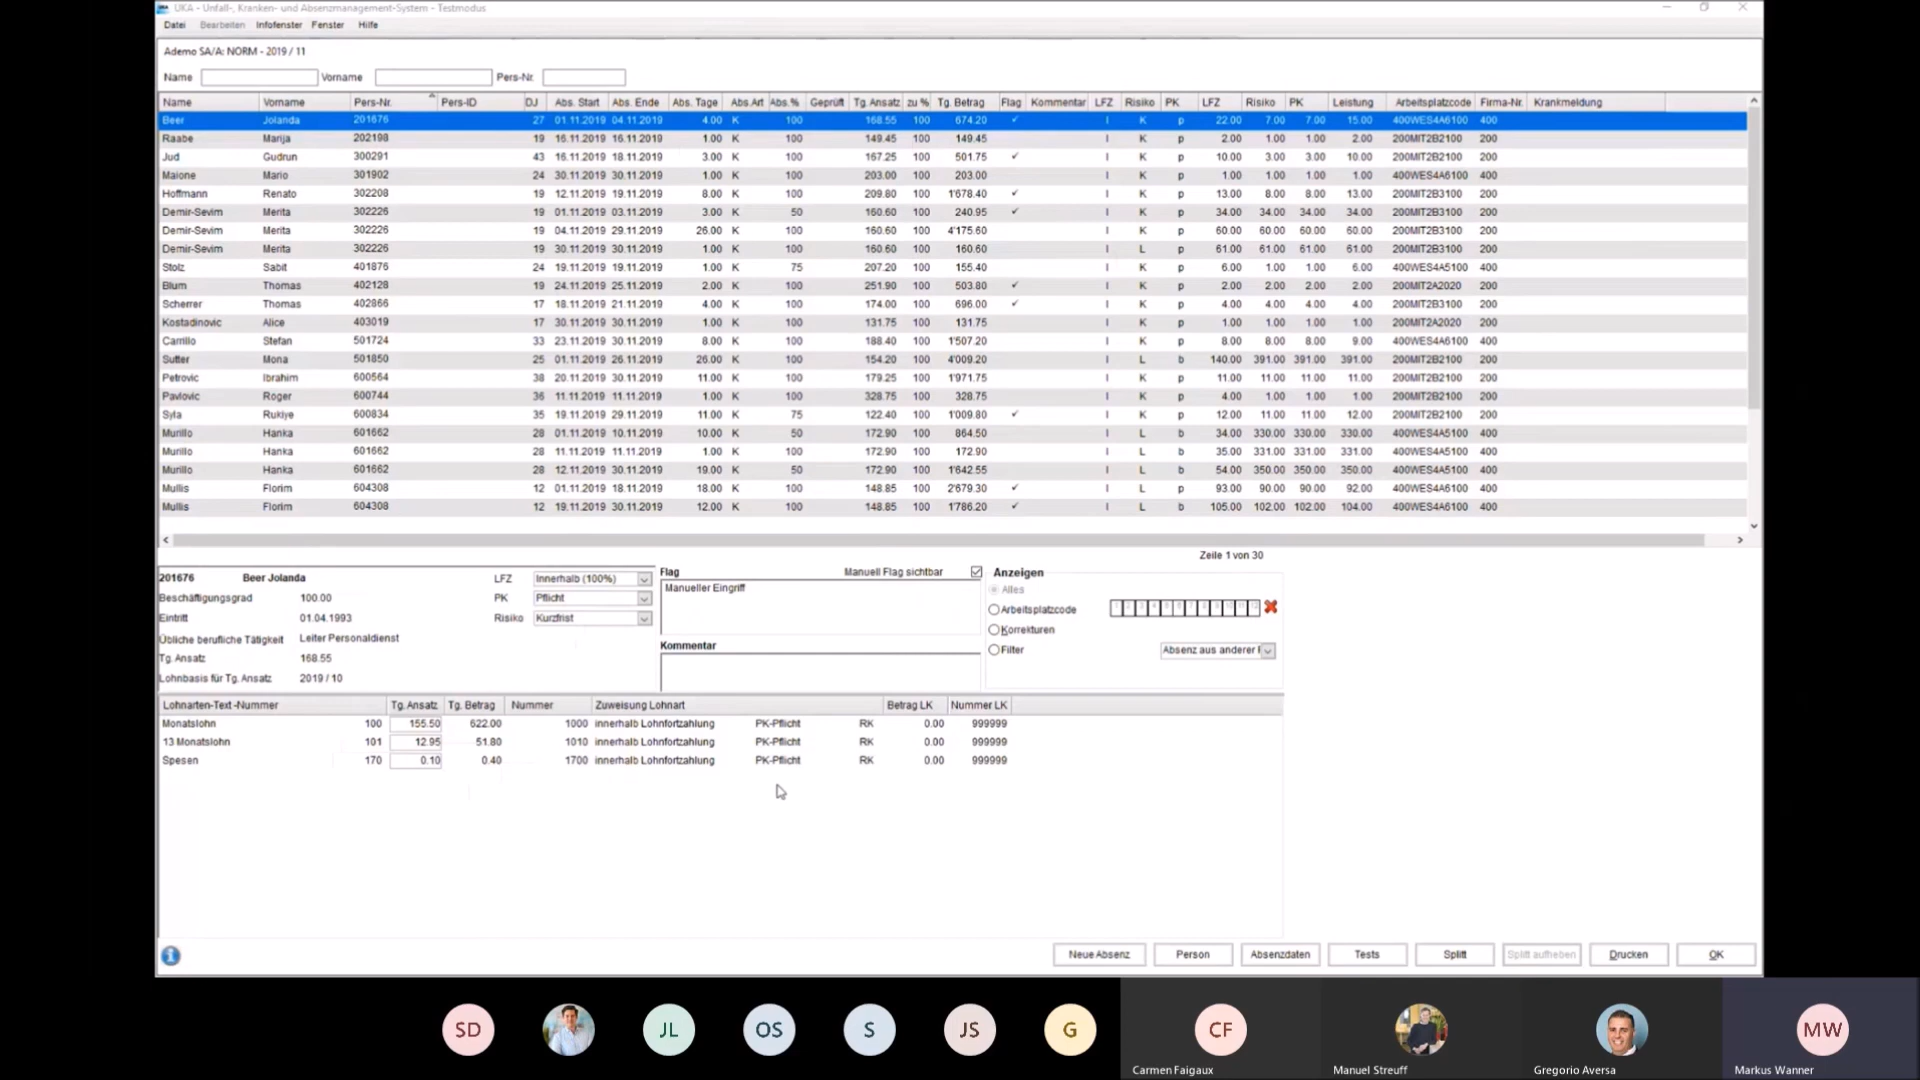 UKA - Unfall-, Kranken- und Absenzmanagement-System - Testmodus
Datei Bearbeiten Infofenster Fenster Hilfe
Ademo SA/A: NORM - 2019 / 11
Name Vorname Pers-Nr.
Name Vorname Pers-Nr. Pers-ID DJ Abs. Start Abs. Ende Abs. Tage Abs.Art Abs.% Geprüft Tg. Ansatz zu % Tg. Betrag Flag Kommentar LFZ Risiko PK LFZ Risiko PK Leistung Arbeitsplatzcode Firma-Nr. Krankmeldung
Beer Jolanda 201676 27 01.11.2019 04.11.2019 4.00 K 100 168.55 100 674.20 ✓ I K p 22.00 7.00 7.00 15.00 400WES4A6100 400
Raabe Marija 202198 19 16.11.2019 16.11.2019 1.00 K 100 149.45 100 149.45 I K p 2.00 1.00 1.00 2.00 200MIT2B2100 200
Jud Gudrun 300291 43 16.11.2019 18.11.2019 3.00 K 100 167.25 100 501.75 ✓ I K p 10.00 3.00 3.00 10.00 200MIT2B2100 200
Maione Mario 301902 24 30.11.2019 30.11.2019 1.00 K 100 203.00 100 203.00 I K p 1.00 1.00 1.00 1.00 400WES4A6100 400
Hoffmann Renato 302208 19 12.11.2019 19.11.2019 8.00 K 100 209.80 100 1'678.40 ✓ I K p 13.00 8.00 8.00 13.00 200MIT2B3100 200
Demir-Sevim Merita 302226 19 01.11.2019 03.11.2019 3.00 K 50 160.60 100 240.95 ✓ I K p 34.00 34.00 34.00 34.00 200MIT2B3100 200
Demir-Sevim Merita 302226 19 04.11.2019 29.11.2019 26.00 K 100 160.60 100 4'175.60 I K p 60.00 60.00 60.00 60.00 200MIT2B3100 200
Demir-Sevim Merita 302226 19 30.11.2019 30.11.2019 1.00 K 100 160.60 100 160.60 I L p 61.00 61.00 61.00 61.00 200MIT2B3100 200
Stolz Sabit 401876 24 19.11.2019 19.11.2019 1.00 K 75 207.20 100 155.40 I K p 6.00 1.00 1.00 6.00 400WES4A5100 400
Blum Thomas 402128 19 24.11.2019 25.11.2019 2.00 K 100 251.90 100 503.80 ✓ I K p 2.00 2.00 2.00 2.00 200MIT2A2020 200
Scherrer Thomas 402866 17 18.11.2019 21.11.2019 4.00 K 100 174.00 100 696.00 ✓ I K p 4.00 4.00 4.00 4.00 200MIT2B3100 200
Kostadinovic Alice 403019 17 30.11.2019 30.11.2019 1.00 K 100 131.75 100 131.75 I K p 1.00 1.00 1.00 1.00 200MIT2A2020 200
Carrillo Stefan 501724 33 23.11.2019 30.11.2019 8.00 K 100 188.40 100 1'507.20 I K p 8.00 8.00 8.00 9.00 400WES4A6100 400
Sutter Mona 501850 25 01.11.2019 26.11.2019 26.00 K 100 154.20 100 4'009.20 I L b 140.00 391.00 391.00 391.00 200MIT2B2100 200
Petrovic Ibrahim 600564 38 20.11.2019 30.11.2019 11.00 K 100 179.25 100 1'971.75 I K p 11.00 11.00 11.00 11.00 200MIT2B2100 200
Pavlovic Roger 600744 36 11.11.2019 11.11.2019 1.00 K 100 328.75 100 328.75 I K p 4.00 1.00 1.00 1.00 200MIT2B2100 200
Syla Rukiye 600834 35 19.11.2019 29.11.2019 11.00 K 75 122.40 100 1'009.80 ✓ I K p 12.00 11.00 11.00 12.00 200MIT2B2100 200
Murillo Hanka 601662 28 01.11.2019 10.11.2019 10.00 K 50 172.90 100 864.50 I L b 34.00 330.00 330.00 330.00 400WES4A5100 400
Murillo Hanka 601662 28 11.11.2019 11.11.2019 1.00 K 100 172.90 100 172.90 I L b 35.00 331.00 331.00 331.00 400WES4A5100 400
Murillo Hanka 601662 28 12.11.2019 30.11.2019 19.00 K 50 172.90 100 1'642.55 I L b 54.00 350.00 350.00 350.00 400WES4A5100 400
Mullis Florim 604308 12 01.11.2019 18.11.2019 18.00 K 100 148.85 100 2'679.30 ✓ I L p 93.00 90.00 90.00 92.00 400WES4A6100 400
Mullis Florim 604308 12 19.11.2019 30.11.2019 12.00 K 100 148.85 100 1'786.20 ✓ I L b 105.00 102.00 102.00 104.00 400WES4A6100 400
Zeile 1 von 30
201676 Beer Jolanda LFZ Innerhalb (100%) Flag Manuell Flag sichtbar Anzeigen
Manueller Eingriff Alles
Beschäftigungsgrad 100.00 PK Pflicht Arbeitsplatzcode
Eintritt 01.04.1993 Risiko Kurzfrist Korrekturen
Übliche berufliche Tätigkeit Leiter Personaldienst Kommentar Filter Absenz aus anderer
Tg. Ansatz 168.55
Lohnbasis für Tg. Ansatz 2019 / 10
Lohnarten-Text -Nummer Tg. Ansatz Tg. Betrag Nummer Zuweisung Lohnart Betrag LK Nummer LK
Monatslohn 100 155.50 622.00 1000 innerhalb Lohnfortzahlung PK-Pflicht RK 0.00 999999
13 Monatslohn 101 12.95 51.80 1010 innerhalb Lohnfortzahlung PK-Pflicht RK 0.00 999999
Spesen 170 0.10 0.40 1700 innerhalb Lohnfortzahlung PK-Pflicht RK 0.00 999999
Neue Absenz Person Absenzdaten Tests Splitt Splitt aufheben Drucken OK
SD JL OS S JS G CF MW
Carmen Faigaux Manuel Streuff Gregorio Aversa Markus Wanner